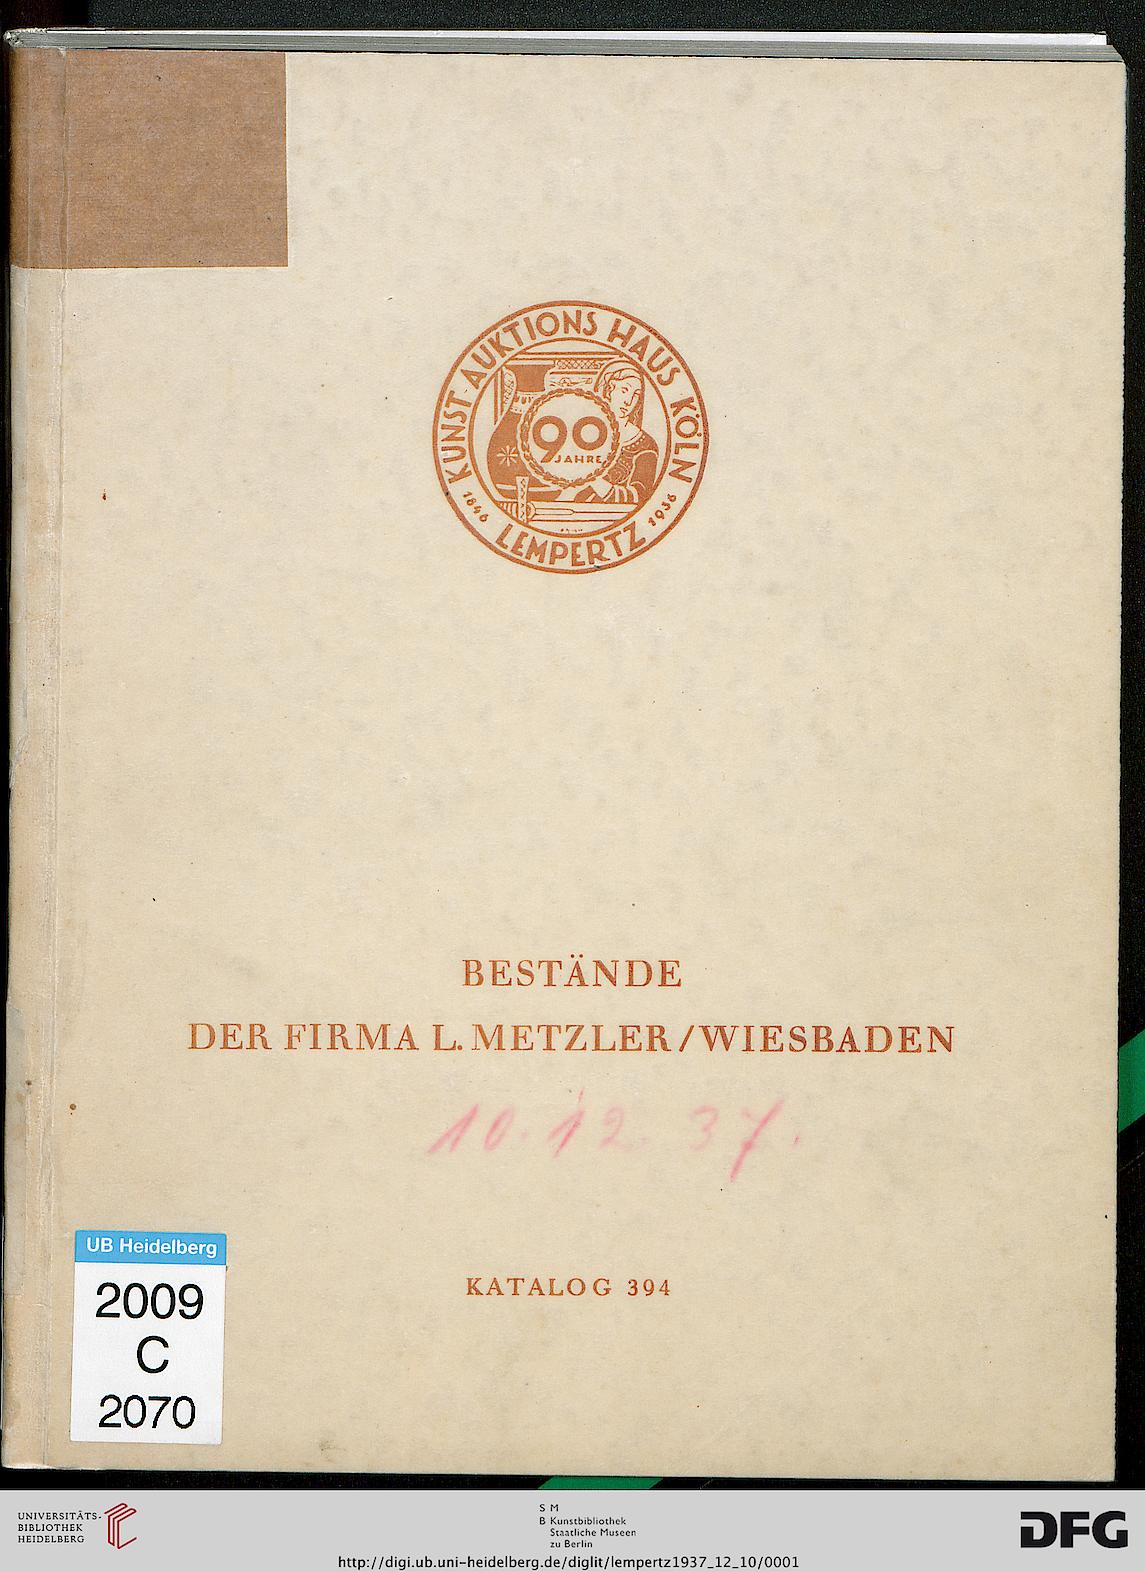 KUNST-AUKTIONS HAUS KÖLN
90
JAHRE
1846 LEMPERTZ 1936
BESTÄNDE
DER FIRMA L. METZLER/WIESBADEN
10. 12. 37.
KATALOG 394
UB Heidelberg
2009
C
2070
UNIVERSITÄTS-
BIBLIOTHEK
HEIDELBERG
S M
B Kunstbibliothek
Staatliche Museen
zu Berlin
DFG
http://digi.ub.uni-heidelberg.de/diglit/lempertz1937_12_10/0001